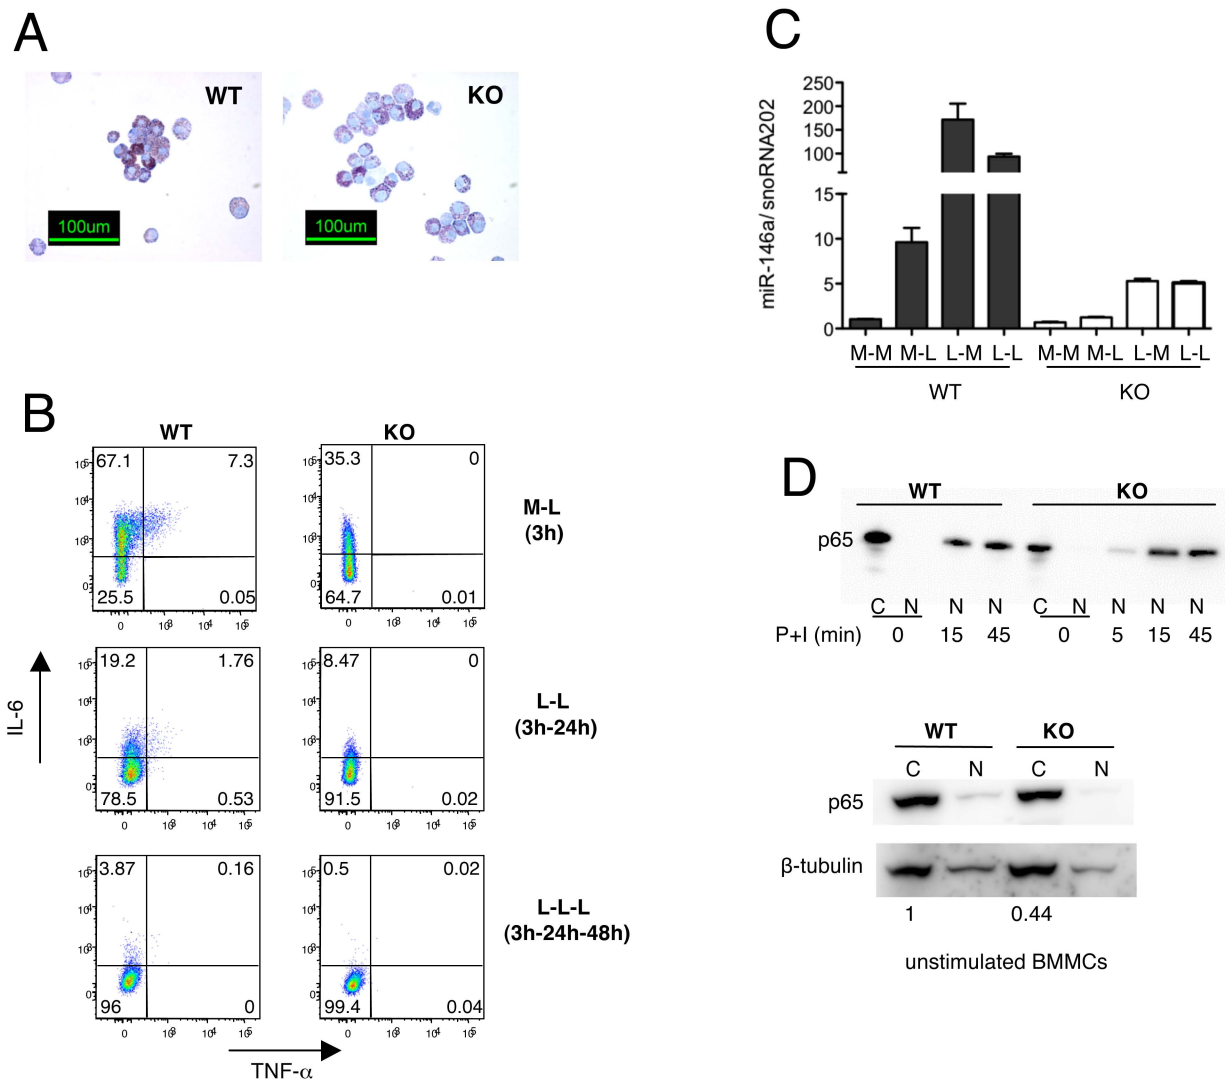 A
WT
100um
KO
100um
B
WT
KO
67.1
7.3
25.5
0.05
35.3
0
64.7
0.01
M-L
(3h)
19.2
1.76
78.5
0.53
8.47
0
91.5
0.02
L-L
(3h-24h)
3.87
0.16
96
0
0.5
0.02
99.4
0.04
L-L-L
(3h-24h-48h)
IL-6
TNF-α
C
miR-146a/snoRNA202
250
200
150
100
15
10
5
0
M-M M-L L-M L-L M-M M-L L-M L-L
WT KO
D
WT KO
p65
C N N N C N N N N
P+I (min) 0 15 45 0 5 15 45
WT KO
C N C N
p65
β-tubulin
1 0.44
unstimulated BMMCs